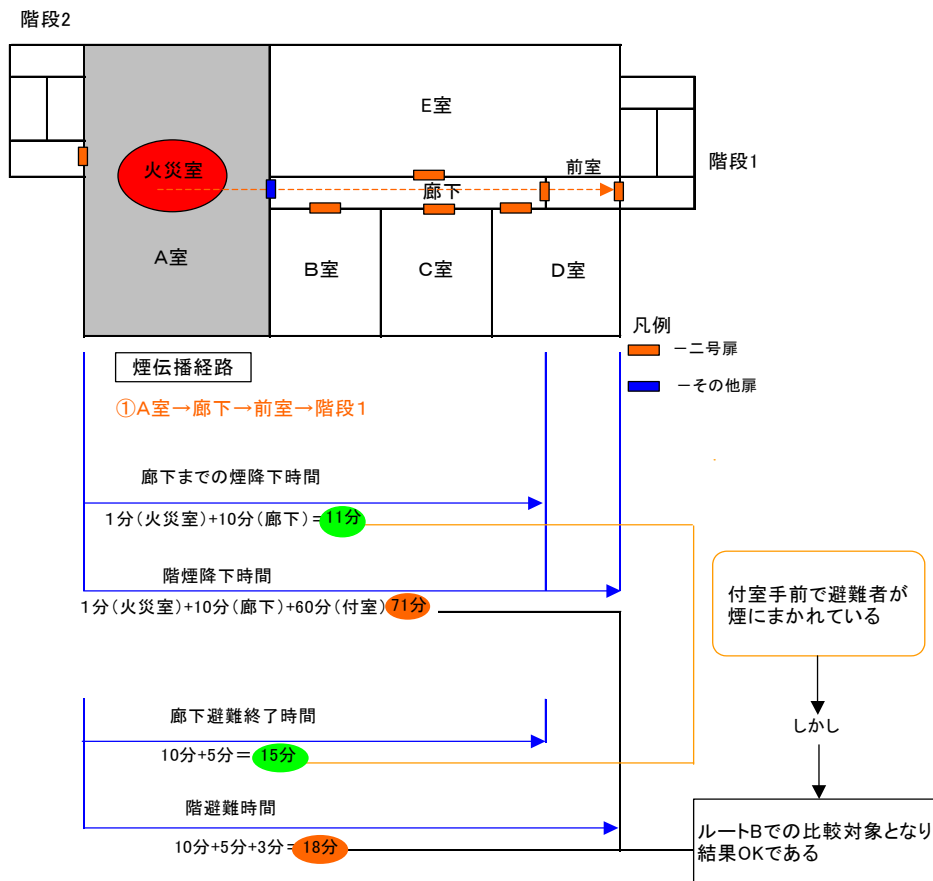 階段2
E室
火災室
前室
階段1
廊下
A室
B室
C室
D室
凡例
－二号扉
－その他扉
煙伝播経路
①A室→廊下→前室→階段1
廊下までの煙降下時間
1分(火災室)+10分(廊下)=11分
階煙降下時間
1分(火災室)+10分(廊下)+60分(付室)71分
付室手前で避難者が
煙にまかれている
しかし
廊下避難終了時間
10分+5分＝15分
階避難時間
10分+5分+3分=18分
ルートBでの比較対象となり
結果OKである